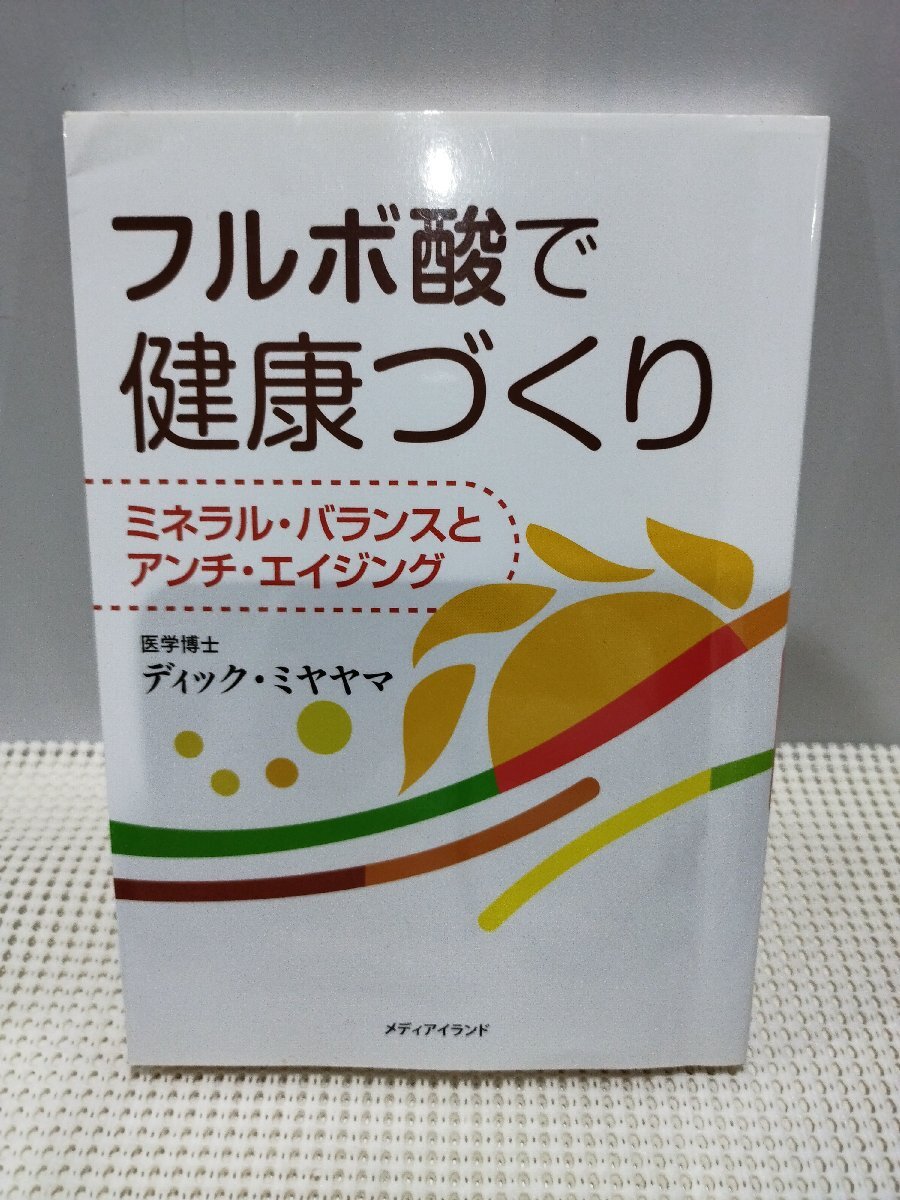 フルボ酸で
健康づくり
ミネラル・バランスと
アンチ・エイジング
医学博士
ディック・ミヤヤマ
メディアイランド